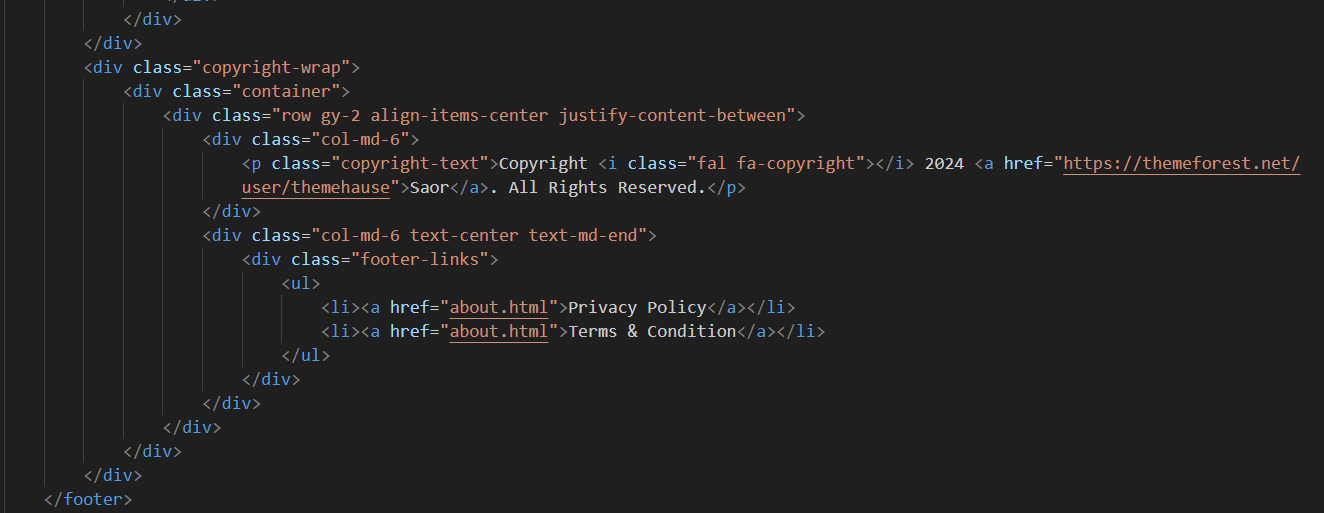 </div>
</div>
<div class="copyright-wrap">
<div class="container">
<div class="row gy-2 align-items-center justify-content-between">
<div class="col-md-6">
<p class="copyright-text">Copyright <i class="fal fa-copyright"></i> 2024 <a href="https://themeforest.net/
user/themehause">Saor</a>. All Rights Reserved.</p>
</div>
<div class="col-md-6 text-center text-md-end">
<div class="footer-links">
<ul>
<li><a href="about.html">Privacy Policy</a></li>
<li><a href="about.html">Terms & Condition</a></li>
</ul>
</div>
</div>
</div>
</div>
</div>
</footer>